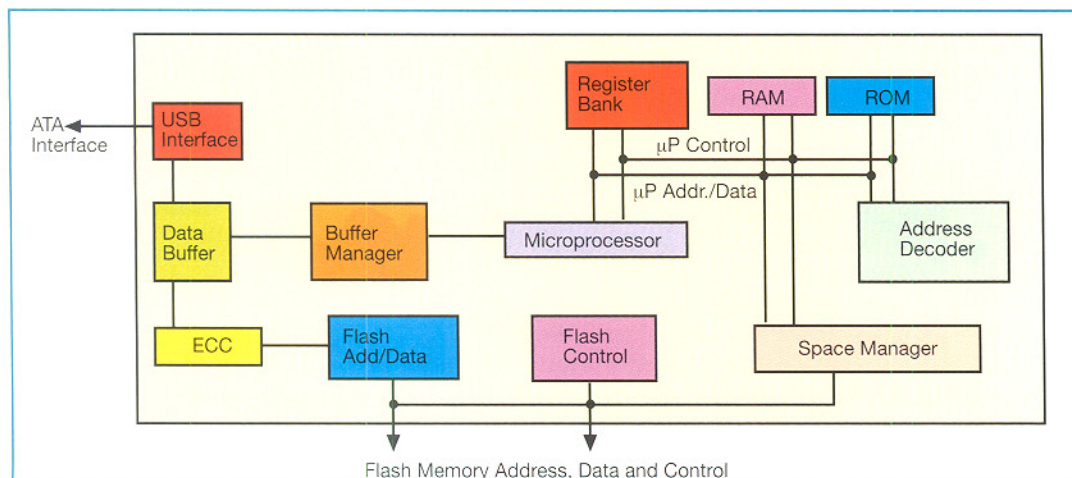 ATA
Interface
USB
Interface
Register
Bank
RAM
ROM
µP Control
µP Addr./Data
Data
Buffer
Buffer
Manager
Microprocessor
Address
Decoder
ECC
Flash
Add/Data
Flash
Control
Space Manager
Flash Memory Address, Data and Control